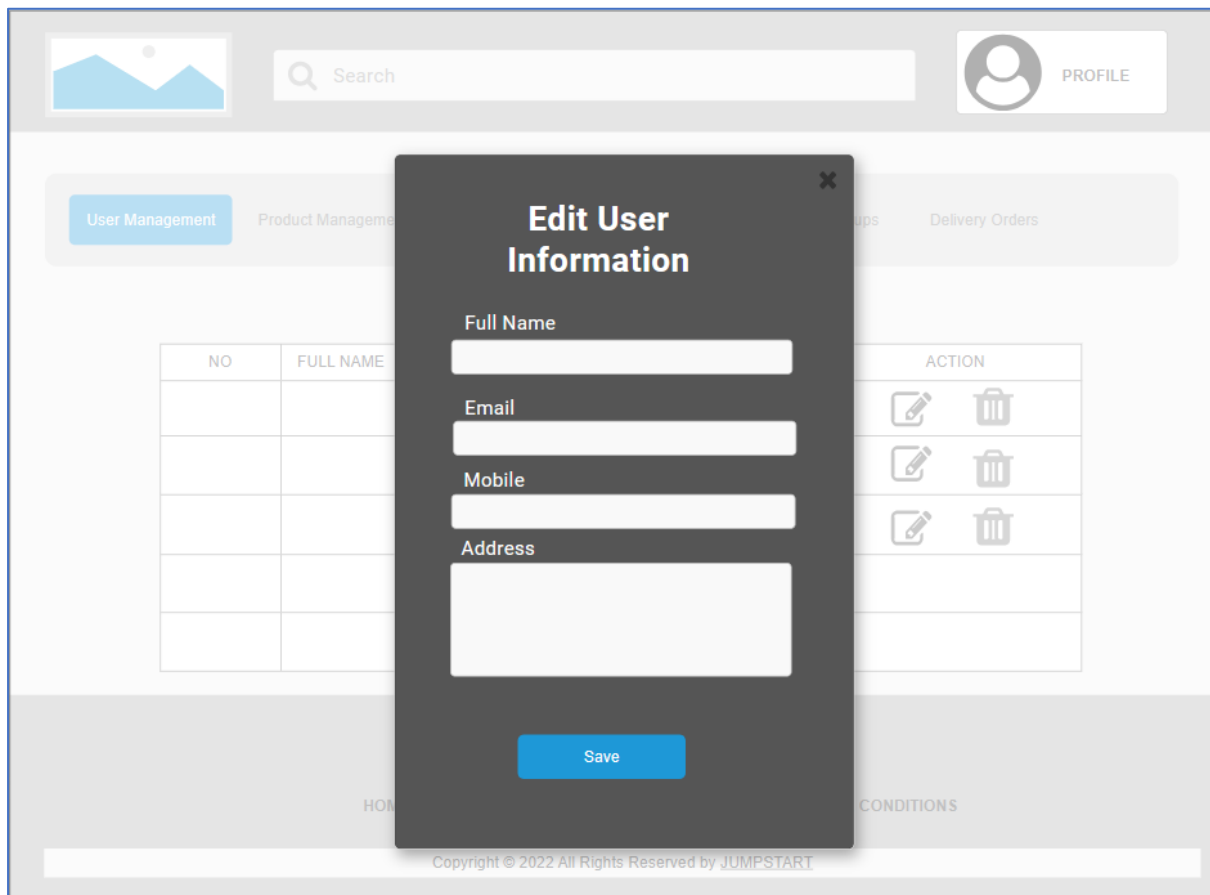 Search
PROFILE
User Management
Product Manageme
ups
Delivery Orders
Edit User
Information
Full Name
Email
Mobile
Address
Save
NO
FULL NAME
ACTION
HOM
CONDITIONS
Copyright © 2022 All Rights Reserved by JUMPSTART